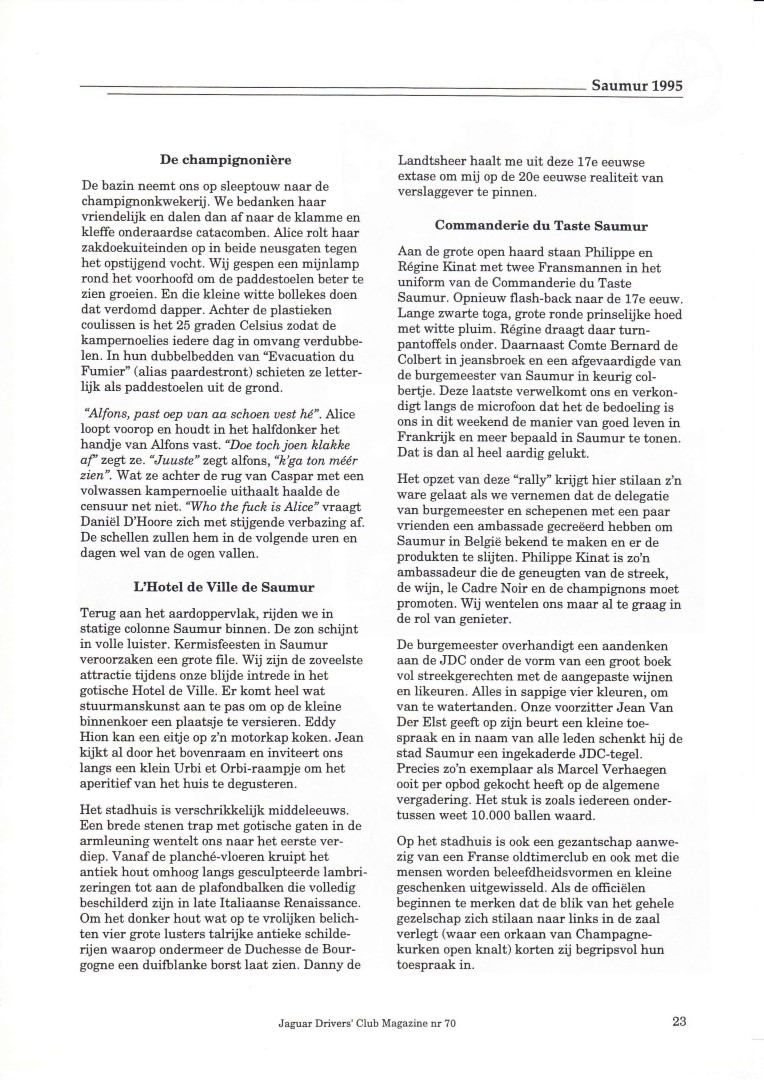 Saumur 1995
De champignonière
De bazin neemt ons op sleeptouw naar de
champignonkwekerij. We bedanken haar
vriendelijk en dalen dan af naar de klamme en
kleffe onderaardse catacomben. Alice rolt haar
zakdoekuiteinden op in beide neusgaten tegen
het opstijgend vocht. Wij gespen een mijnlamp
rond het voorhoofd om de paddestoelen beter te
zien groeien. En die kleine witte bollekes doen
dat verdomd dapper. Achter de plastieken
coulissen is het 25 graden Celsius zodat de
kampernoelies iedere dag in omvang verdubbe-
len. In hun dubbelbedden van “Evacuation du
Fumier” (alias paardestront) schieten ze letter-
lijk als paddestoelen uit de grond.
“Alfons, past oep van aa schoen vest hé”. Alice
loopt voorop en houdt in het halfdonker het
handje van Alfons vast. “Doe toch joen klakke
af” zegt ze. “Juuste” zegt alfons, “k'ga ton méér
zien”. Wat ze achter de rug van Caspar met een
volwassen kampernoelie uithaalt haalde de
censuur net niet. “Who the fuck is Alice” vraagt
Daniël D'Hoore zich met stijgende verbazing af.
De schellen zullen hem in de volgende uren en
dagen wel van de ogen vallen.
L'Hotel de Ville de Saumur
Terug aan het aardoppervlak, rijden we in
statige colonne Saumur binnen. De zon schijnt
in volle luister. Kermisfeesten in Saumur
veroorzaken een grote file. Wij zijn de zoveelste
attractie tijdens onze blijde intrede in het
gotische Hotel de Ville. Er komt heel wat
stuurmanskunst aan te pas om op de kleine
binnenkoer een plaatsje te versieren. Eddy
Hion kan een eitje op z'n motorkap koken. Jean
kijkt al door het bovenraam en inviteert ons
langs een klein Urbi et Orbi-raampje om het
aperitief van het huis te degusteren.
Het stadhuis is verschrikkelijk middeleeuws.
Een brede stenen trap met gotische gaten in de
armleuning wentelt ons naar het eerste ver-
diep. Vanaf de planché-vloeren kruipt het
antiek hout omhoog langs gesculpteerde lambri-
zeringen tot aan de plafondbalken die volledig
beschilderd zijn in late Italiaanse Renaissance.
Om het donker hout wat op te vrolijken belich-
ten vier grote lusters talrijke antieke schilde-
rijen waarop ondermeer de Duchesse de Bour-
gogne een duifblanke borst laat zien. Danny de
Landtsheer haalt me uit deze 17e eeuwse
extase om mij op de 20e eeuwse realiteit van
verslaggever te pinnen.
Commanderie du Taste Saumur
Aan de grote open haard staan Philippe en
Régine Kinat met twee Fransmannen in het
uniform van de Commanderie du Taste
Saumur. Opnieuw flash-back naar de 17e eeuw.
Lange zwarte toga, grote ronde prinselijke hoed
met witte pluim. Régine draagt daar turn-
pantoffels onder. Daarnaast Comte Bernard de
Colbert in jeansbroek en een afgevaardigde van
de burgemeester van Saumur in keurig col-
bertje. Deze laatste verwelkomt ons en verkon-
digt langs de microfoon dat het de bedoeling is
ons in dit weekend de manier van goed leven in
Frankrijk en meer bepaald in Saumur te tonen.
Dat is dan al heel aardig gelukt.
Het opzet van deze “rally” krijgt hier stilaan z'n
ware gelaat als we vernemen dat de delegatie
van burgemeester en schepenen met een paar
vrienden een ambassade gecreëerd hebben om
Saumur in België bekend te maken en er de
produkten te slijten. Philippe Kinat is zo'n
ambassadeur die de geneugten van de streek,
de wijn, le Cadre Noir en de champignons moet
promoten. Wij wentelen ons maar al te graag in
de rol van genieter.
De burgemeester overhandigt een aandenken
aan de JDC onder de vorm van een groot boek
vol streekgerechten met de aangepaste wijnen
en likeuren. Alles in sappige vier kleuren, om
van te watertanden. Onze voorzitter Jean Van
Der Elst geeft op zijn beurt een kleine toe-
spraak en in naam van alle leden schenkt hij de
stad Saumur een ingekaderde JDC-tegel.
Precies zo'n exemplaar als Marcel Verhaegen
ooit per opbod gekocht heeft op de algemene
vergadering. Het stuk is zoals iedereen onder-
tussen weet 10.000 ballen waard.
Op het stadhuis is ook een gezantschap aanwe-
zig van een Franse oldtimerclub en ook met die
mensen worden beleefdheidsvormen en kleine
geschenken uitgewisseld. Als de officiëlen
beginnen te merken dat de blik van het gehele
gezelschap zich stilaan naar links in de zaal
verlegt (waar een orkaan van Champagne-
kurken open knalt) korten zij begripsvol hun
toespraak in.
Jaguar Drivers' Club Magazine nr 70
23